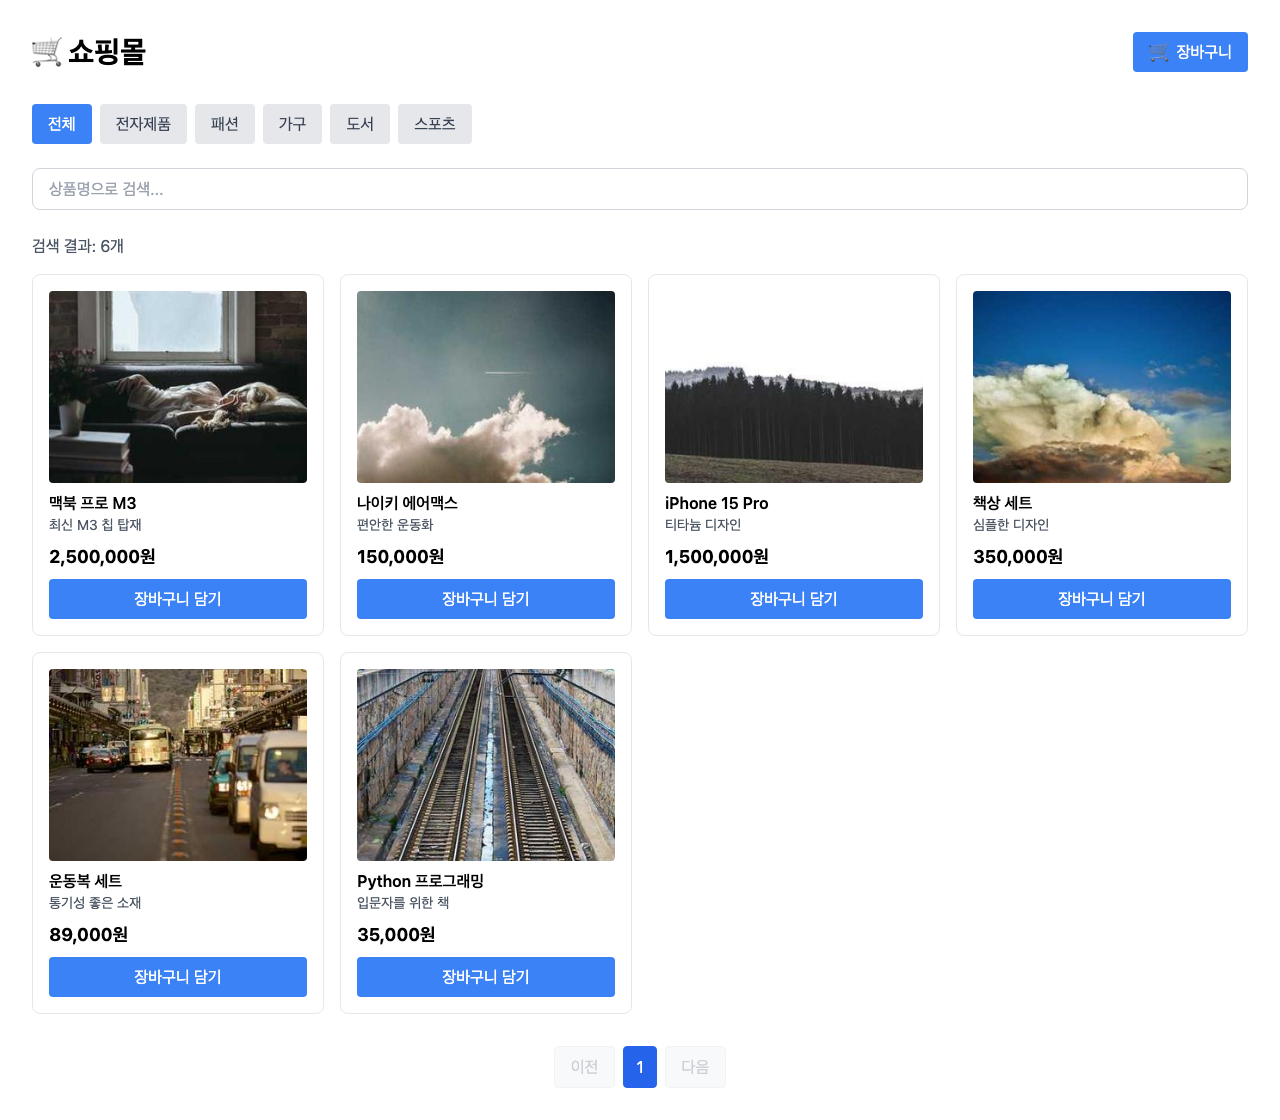 쇼핑몰
장바구니
전체 전자제품 패션 가구 도서 스포츠
상품명으로 검색...
검색 결과: 6개
맥북 프로 M3
최신 M3 칩 탑재
2,500,000원
장바구니 담기
나이키 에어맥스
편안한 운동화
150,000원
장바구니 담기
iPhone 15 Pro
티타늄 디자인
1,500,000원
장바구니 담기
책상 세트
심플한 디자인
350,000원
장바구니 담기
운동복 세트
통기성 좋은 소재
89,000원
장바구니 담기
Python 프로그래밍
입문자를 위한 책
35,000원
장바구니 담기
이전 1 다음